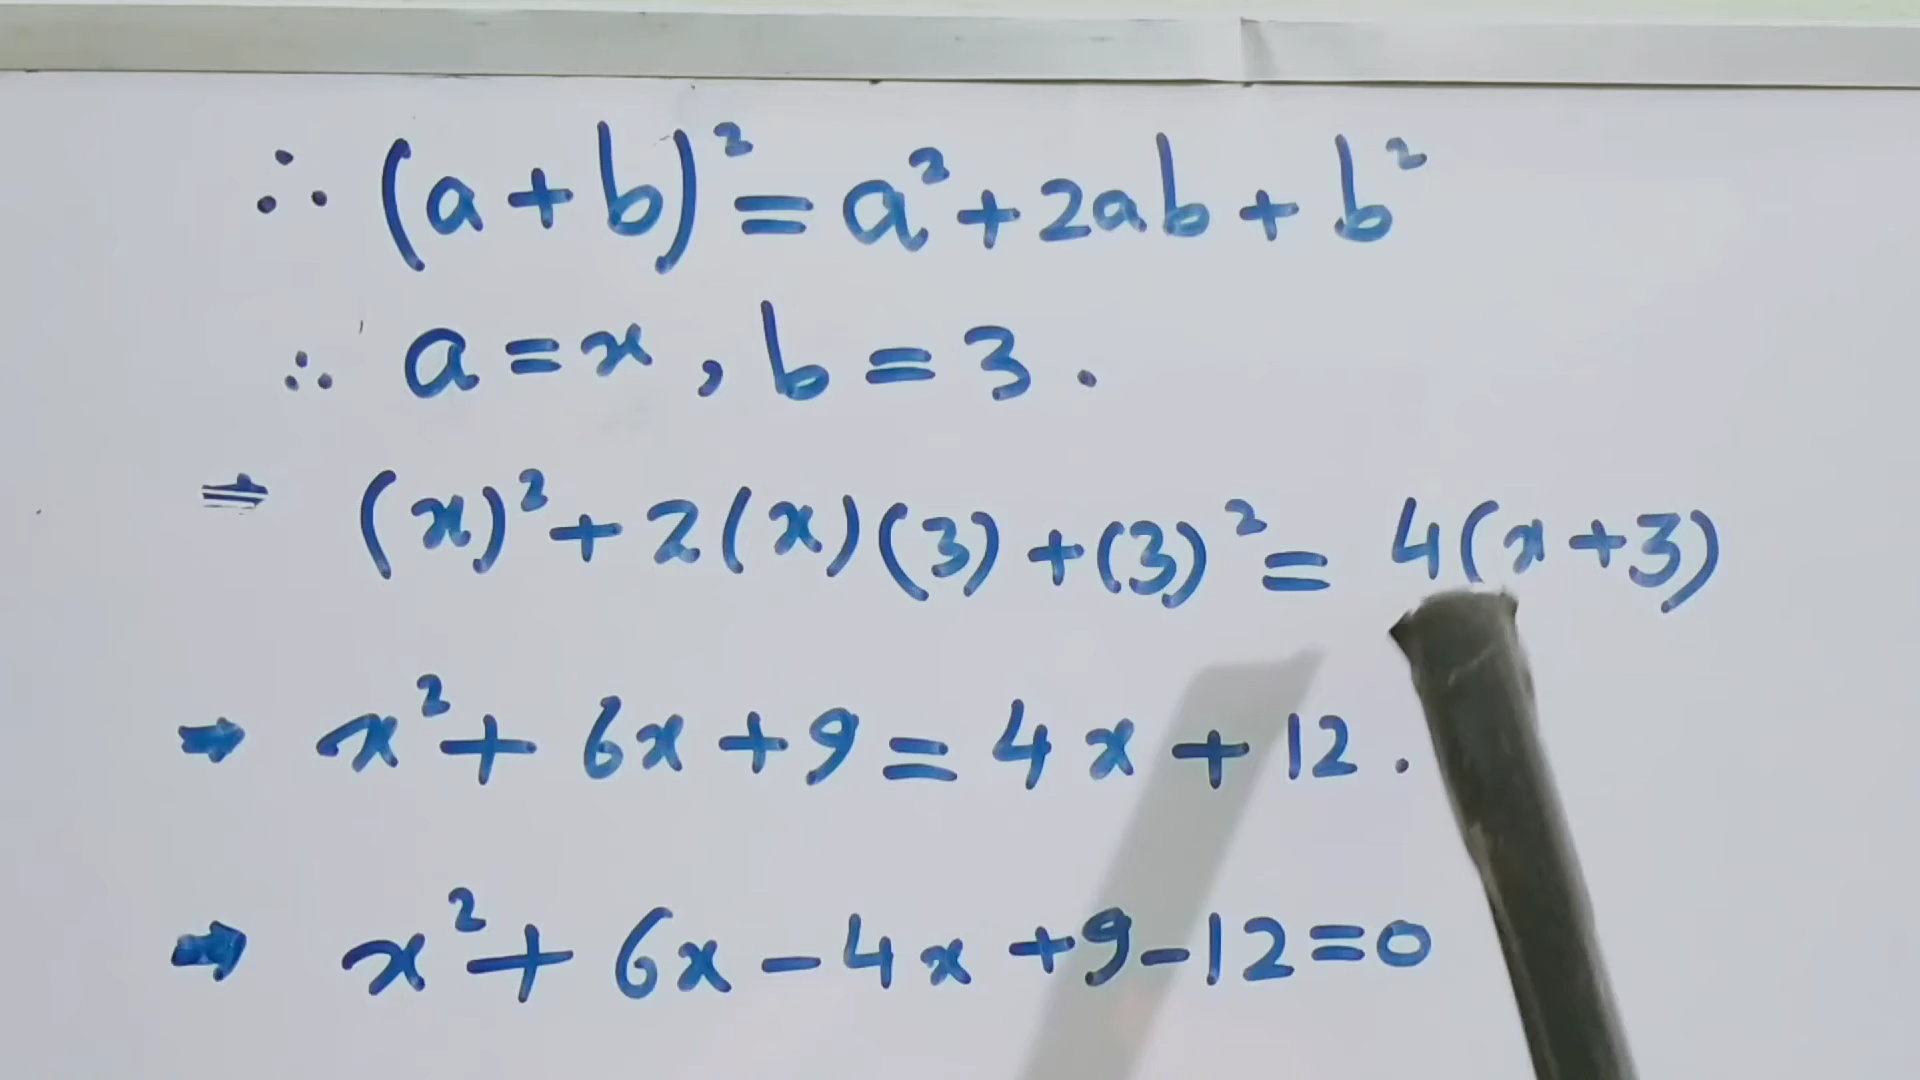 ∴ (a + b)² = a² + 2ab + b²
∴ a = x , b = 3 .
⇒ (x)² + 2(x)(3) + (3)² = 4(x + 3)
⇒ x² + 6x + 9 = 4x + 12 .
⇒ x² + 6x - 4x + 9 - 12 = 0